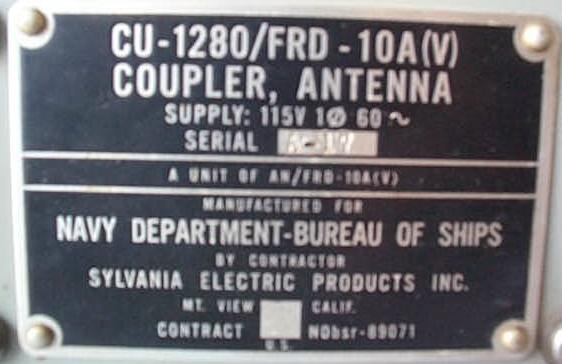 CU-1280/FRD-10A(V)
COUPLER, ANTENNA
SUPPLY: 115V 1Ø 60 ~
SERIAL A-17
A UNIT OF AN/FRD-10A(V)
MANUFACTURED FOR
NAVY DEPARTMENT-BUREAU OF SHIPS
BY CONTRACTOR
SYLVANIA ELECTRIC PRODUCTS INC.
MT. VIEW CALIF.
CONTRACT NObsr-89071
U.S.